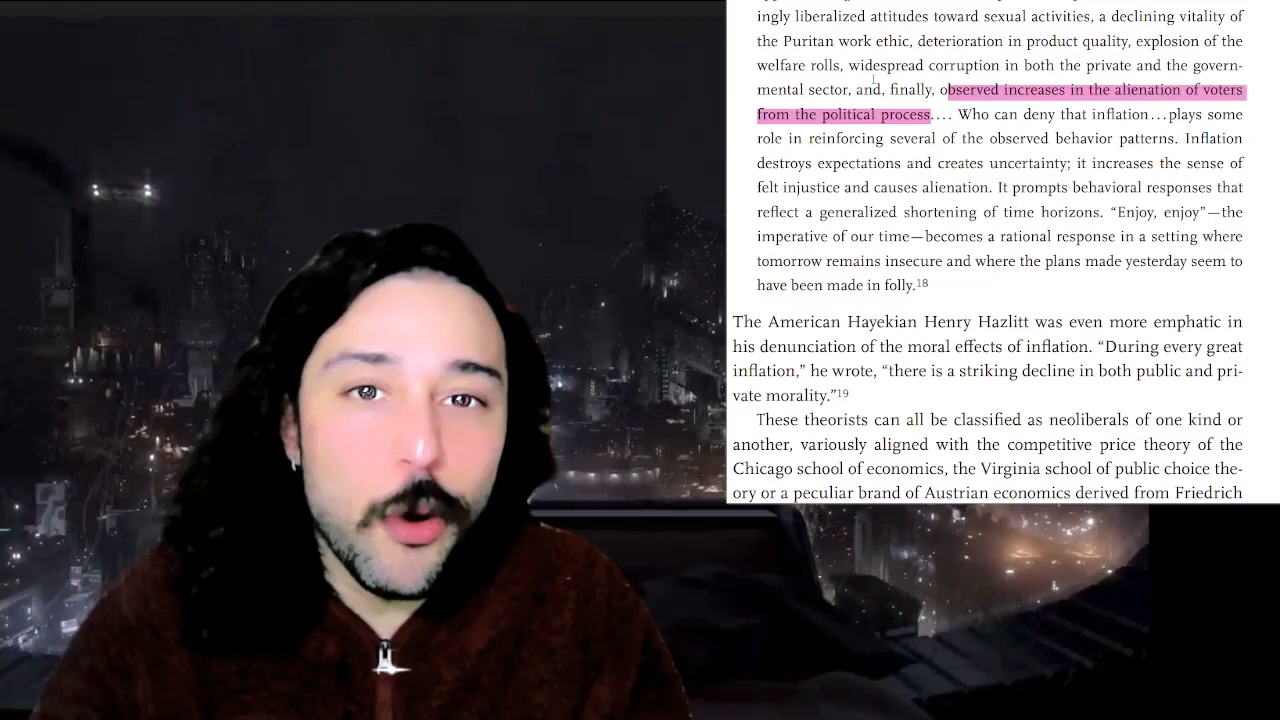 ingly liberalized attitudes toward sexual activities, a declining vitality of
the Puritan work ethic, deterioration in product quality, explosion of the
welfare rolls, widespread corruption in both the private and the govern-
mental sector, and, finally, observed increases in the alienation of voters
from the political process.... Who can deny that inflation...plays some
role in reinforcing several of the observed behavior patterns. Inflation
destroys expectations and creates uncertainty; it increases the sense of
felt injustice and causes alienation. It prompts behavioral responses that
reflect a generalized shortening of time horizons. “Enjoy, enjoy”—the
imperative of our time—becomes a rational response in a setting where
tomorrow remains insecure and where the plans made yesterday seem to
have been made in folly.18
The American Hayekian Henry Hazlitt was even more emphatic in
his denunciation of the moral effects of inflation. “During every great
inflation,” he wrote, “there is a striking decline in both public and pri-
vate morality.”19
These theorists can all be classified as neoliberals of one kind or
another, variously aligned with the competitive price theory of the
Chicago school of economics, the Virginia school of public choice the-
ory or a peculiar brand of Austrian economics derived from Friedrich